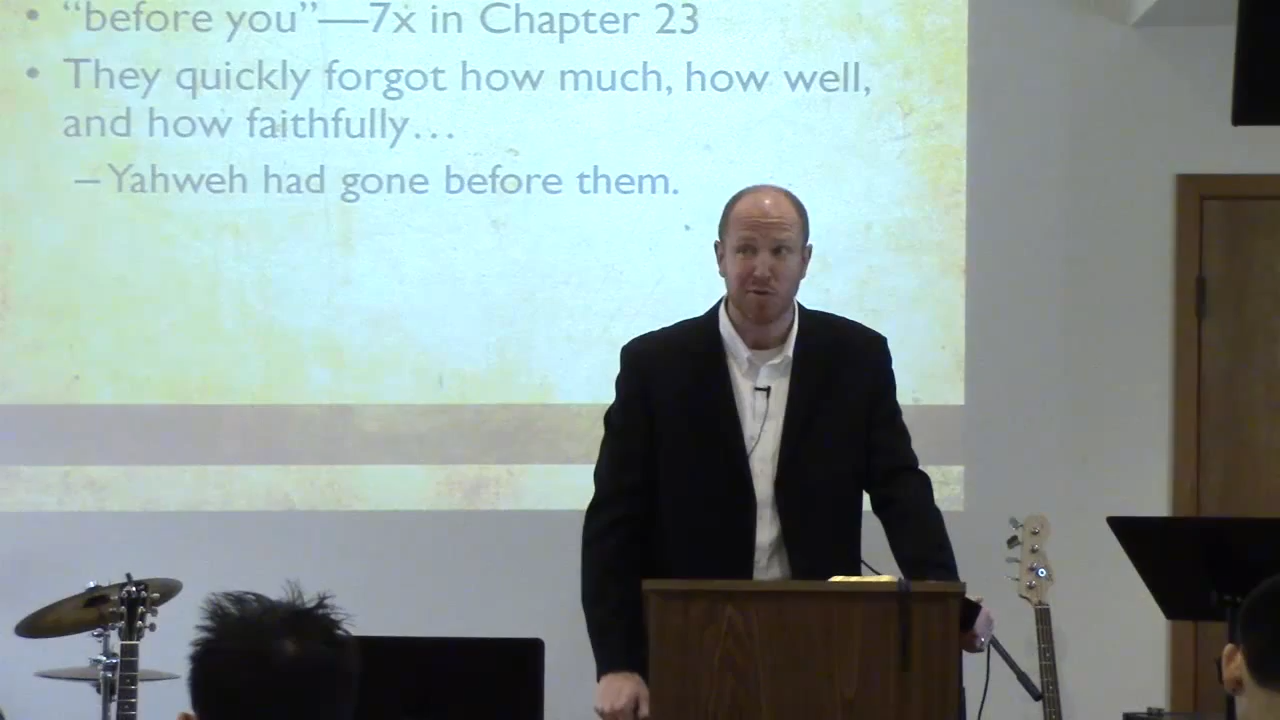 • “before you”—7x in Chapter 23
• They quickly forgot how much, how well,
and how faithfully…
– Yahweh had gone before them.